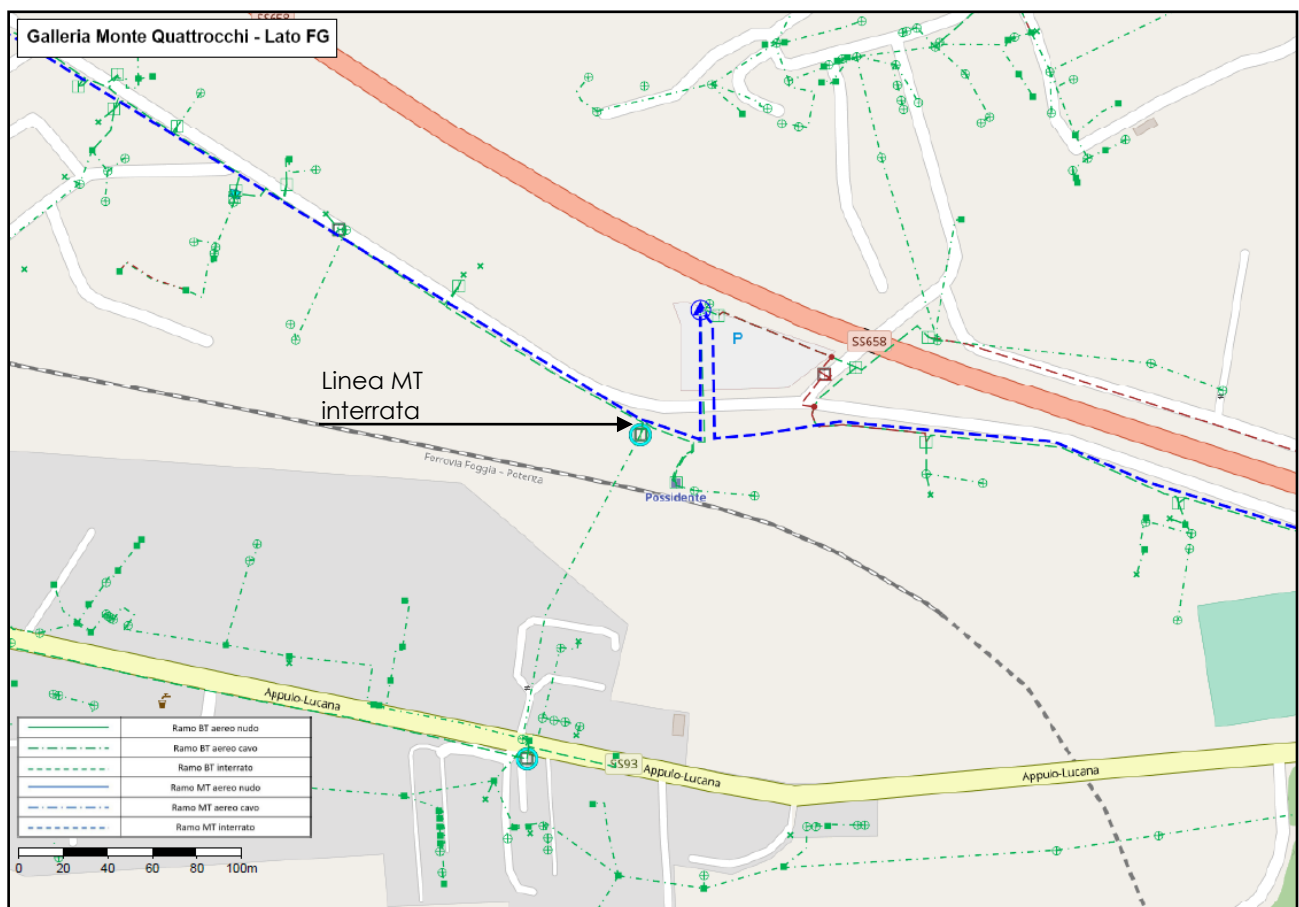 SS658
Galleria Monte Quattrocchi - Lato FG
P
SS658
Linea MT
interrata
Ferrovia Foggia - Potenza
Possidente
Appulo-Lucana
SS93
Appulo-Lucana
Appulo-Lucana
Ramo BT aereo nudo
Ramo BT aereo cavo
Ramo BT interrato
Ramo MT aereo nudo
Ramo MT aereo cavo
Ramo MT interrato
0 20 40 60 80 100m